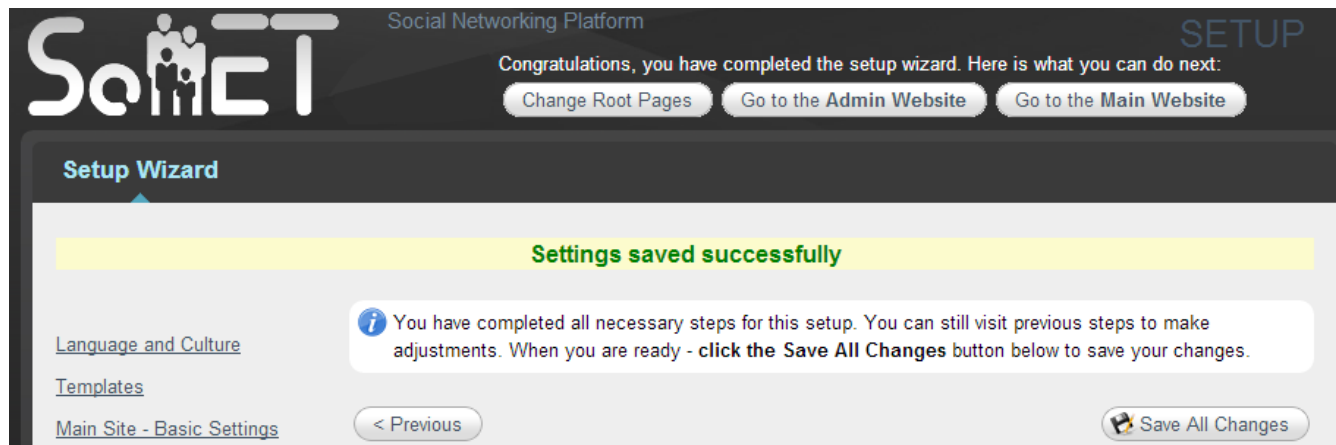 SoNET
Social Networking Platform
SETUP
Congratulations, you have completed the setup wizard. Here is what you can do next:
Change Root Pages
Go to the Admin Website
Go to the Main Website
Setup Wizard
Settings saved successfully
You have completed all necessary steps for this setup. You can still visit previous steps to make
adjustments. When you are ready - click the Save All Changes button below to save your changes.
Language and Culture
Templates
Main Site - Basic Settings
< Previous
Save All Changes